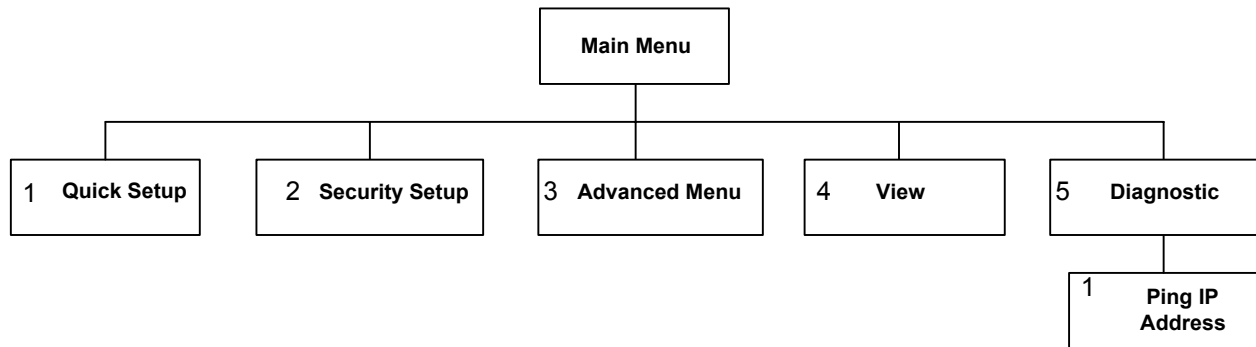 Main Menu
1 Quick Setup
2 Security Setup
3 Advanced Menu
4 View
5 Diagnostic
1 Ping IP
Address